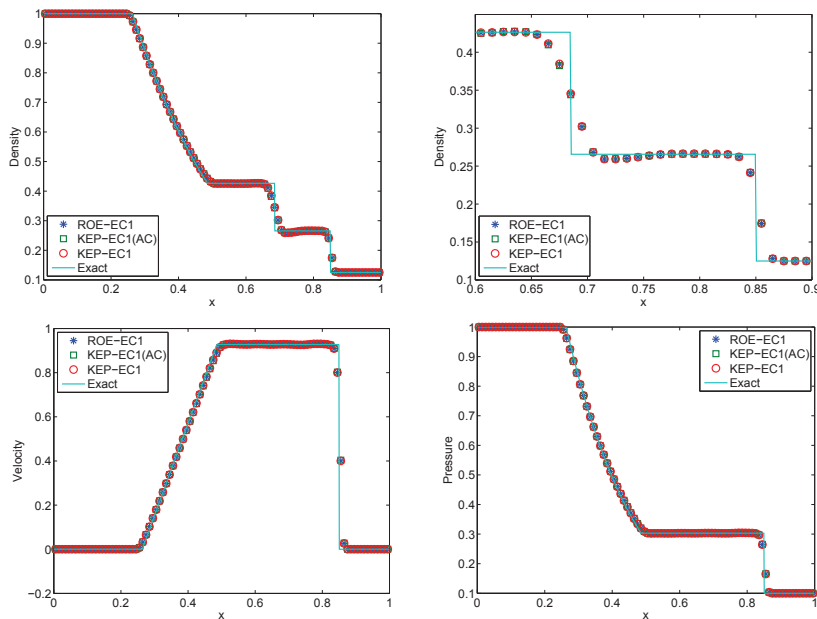 1
0.9
0.8
0.7
0.6
0.5
0.4
0.3
0.2
0.1
Density
ROE−EC1
KEP−EC1(AC)
KEP−EC1
Exact
0 0.2 0.4 0.6 0.8 1
x
0.4
0.35
0.3
0.25
0.2
0.15
0.1
Density
ROE−EC1
KEP−EC1(AC)
KEP−EC1
Exact
0.6 0.65 0.7 0.75 0.8 0.85 0.9
x
1
0.8
0.6
0.4
0.2
0
−0.2
Velocity
ROE−EC1
KEP−EC1(AC)
KEP−EC1
Exact
0 0.2 0.4 0.6 0.8 1
x
1
0.9
0.8
0.7
0.6
0.5
0.4
0.3
0.2
0.1
Pressure
ROE−EC1
KEP−EC1(AC)
KEP−EC1
Exact
0 0.2 0.4 0.6 0.8 1
x